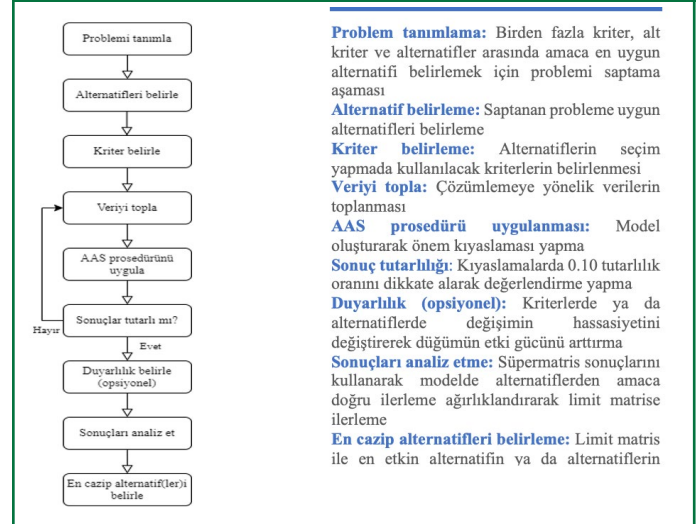 Problemi tanımla
Alternatifleri belirle
Kriter belirle
Veriyi topla
AAS prosedürünü
uygula
Sonuçlar tutarlı mı?
Hayır
Evet
Duyarlılık belirle
(opsiyonel)
Sonuçları analiz et
En cazip alternatif(ler)i
belirle
Problem tanımlama: Birden fazla kriter, alt
kriter ve alternatifler arasında amaca en uygun
alternatifi belirlemek için problemi saptama
aşaması
Alternatif belirleme: Saptanan probleme uygun
alternatifleri belirleme
Kriter belirleme: Alternatiflerin seçim
yapmada kullanılacak kriterlerin belirlenmesi
Veriyi topla: Çözümlemeye yönelik verilerin
toplanması
AAS prosedürü uygulanması: Model
oluşturarak önem kıyaslaması yapma
Sonuç tutarlılığı: Kıyaslamalarda 0.10 tutarlılık
oranını dikkate alarak değerlendirme yapma
Duyarlılık (opsiyonel): Kriterlerde ya da
alternatiflerde değişimin hassasiyetini
değiştirerek düğümün etki gücünü arttırma
Sonuçları analiz etme: Süpermatris sonuçlarını
kullanarak modelde alternatiflerden amaca
doğru ilerleme ağırlıklandırarak limit matrise
ilerleme
En cazip alternatifleri belirleme: Limit matris
ile en etkin alternatifin ya da alternatiflerin